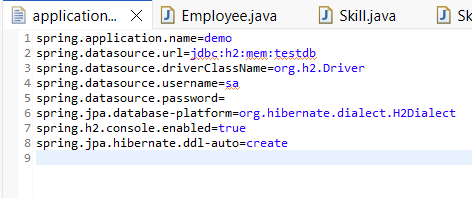 application... Employee.java Skill.java Sk
1 spring.application.name=demo
2 spring.datasource.url=jdbc:h2:mem:testdb
3 spring.datasource.driverClassName=org.h2.Driver
4 spring.datasource.username=sa
5 spring.datasource.password=
6 spring.jpa.database-platform=org.hibernate.dialect.H2Dialect
7 spring.h2.console.enabled=true
8 spring.jpa.hibernate.ddl-auto=create
9